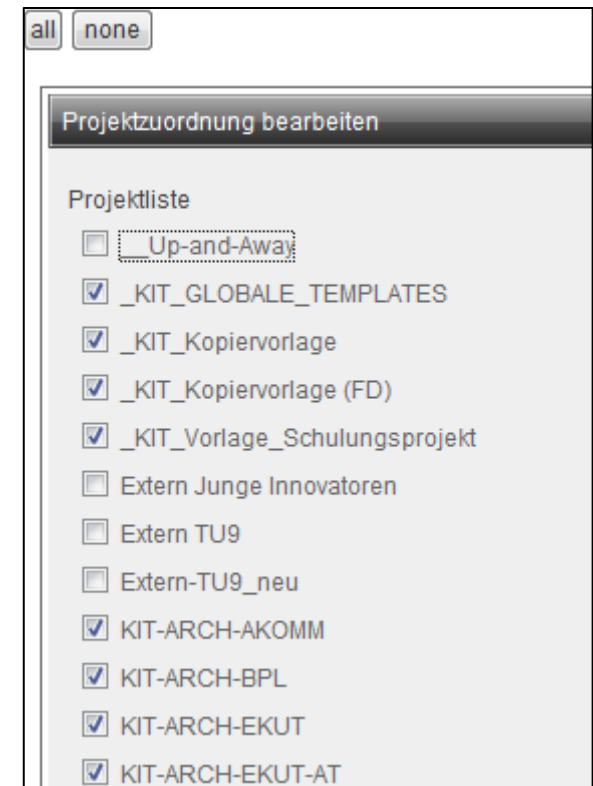 all none
Projektzuordnung bearbeiten
Projektliste
__Up-and-Away
_KIT_GLOBALE_TEMPLATES
_KIT_Kopiervorlage
_KIT_Kopiervorlage (FD)
_KIT_Vorlage_Schulungsprojekt
Extern Junge Innovatoren
Extern TU9
Extern-TU9_neu
KIT-ARCH-AKOMM
KIT-ARCH-BPL
KIT-ARCH-EKUT
KIT-ARCH-EKUT-AT